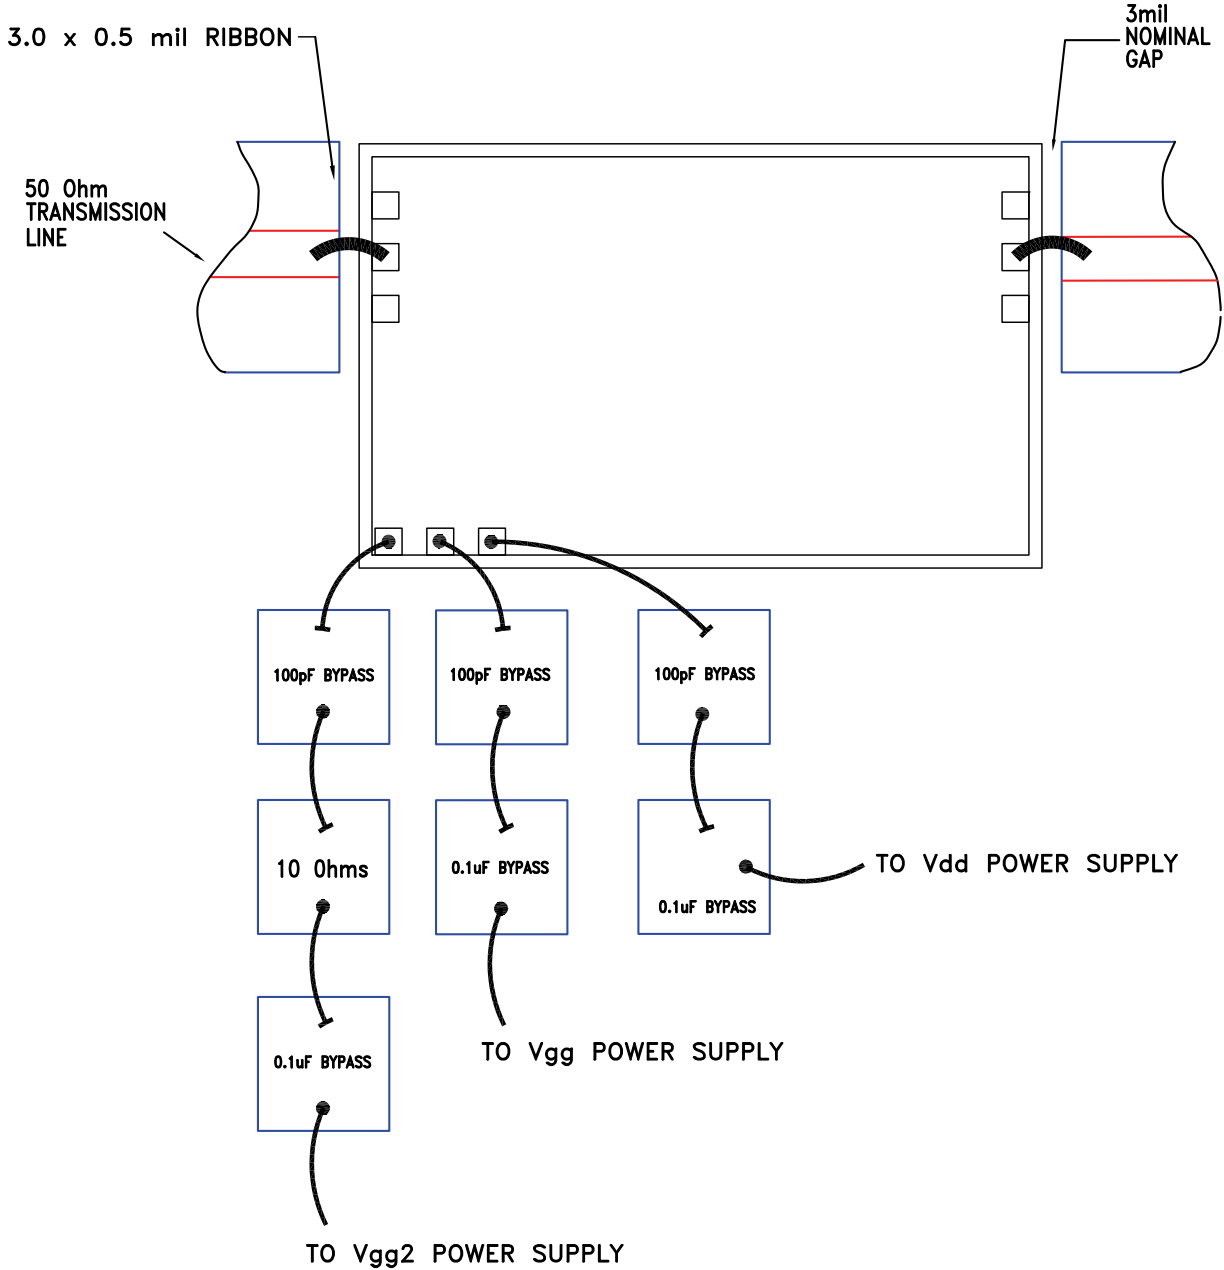 3.0 x 0.5 mil RIBBON
3mil
NOMINAL
GAP
50 Ohm
TRANSMISSION
LINE
100pF BYPASS
100pF BYPASS
100pF BYPASS
10 Ohms
0.1uF BYPASS
TO Vdd POWER SUPPLY
0.1uF BYPASS
TO Vgg POWER SUPPLY
0.1uF BYPASS
TO Vgg2 POWER SUPPLY